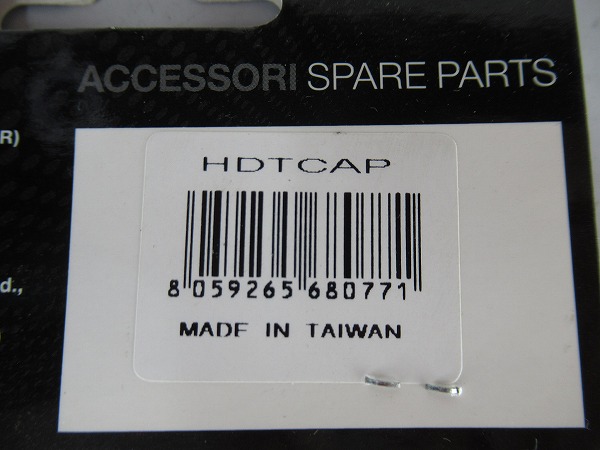 ACCESSORI SPARE PARTS
R)
HDTCAP
d.,
8 059265 680771
MADE IN TAIWAN